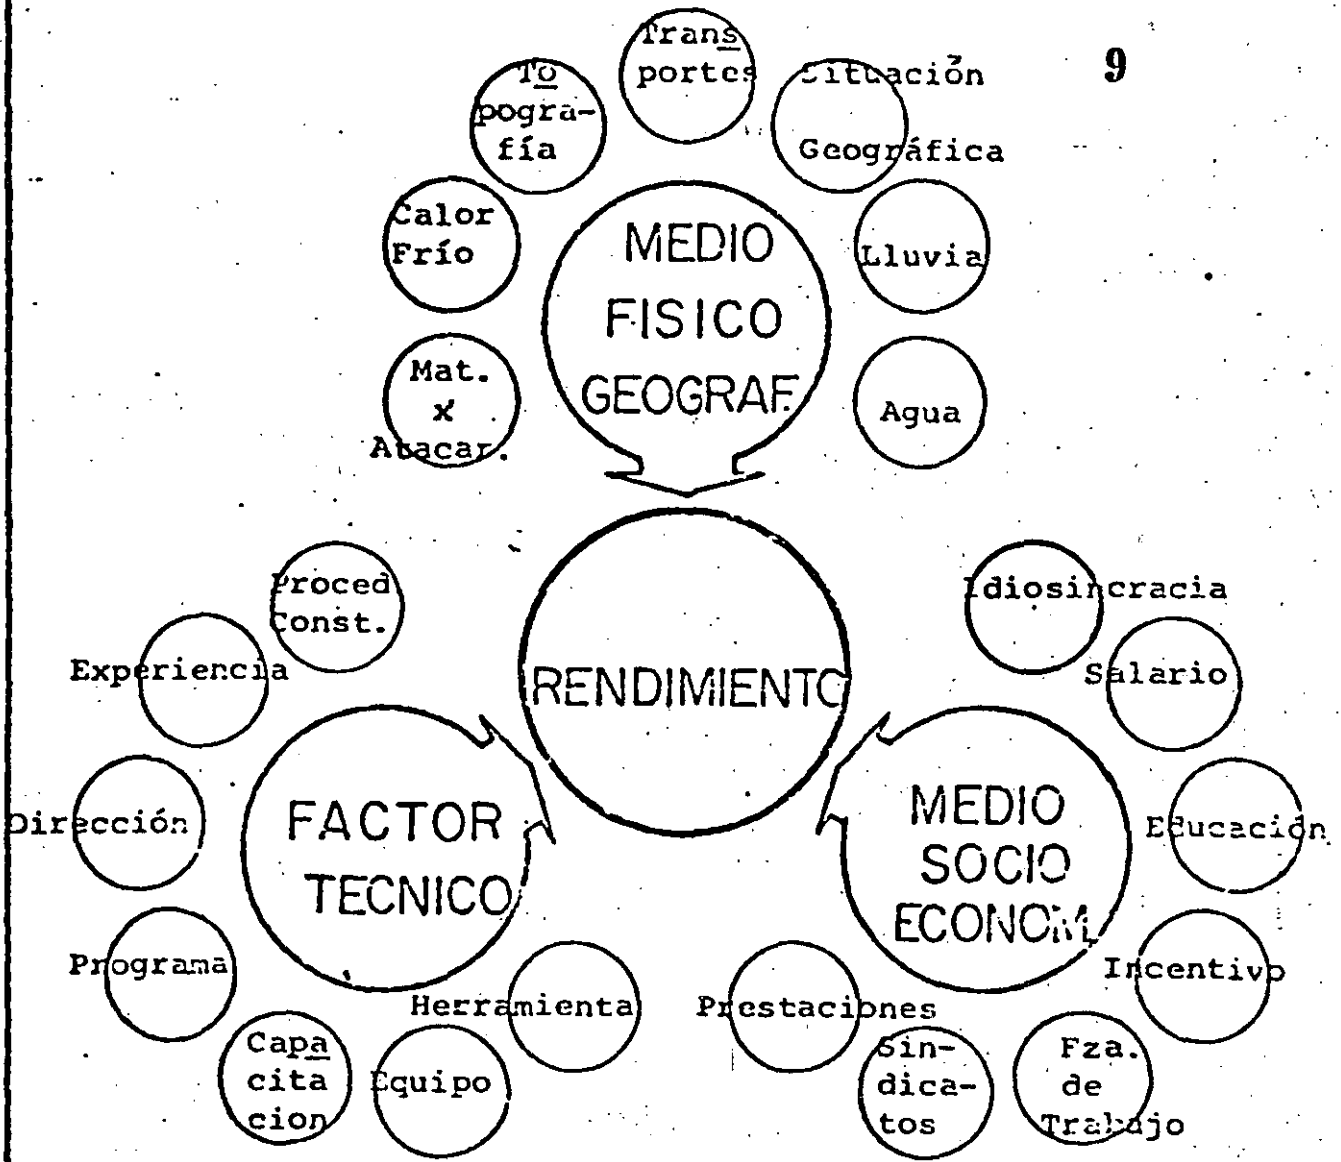 9
Trans
portes
To
pogra-
fía
Situación
Geográfica
Calor
Frío
Lluvia
Mat.
x
Atacar.
Agua
MEDIO
FISICO
GEOGRAF.
RENDIMIENTO
Proced
Const.
Experiencia
Dirección
Programa
Capa
cita
cion
Equipo
Herramienta
FACTOR
TECNICO
Idiosincracia
Salario
Educación
Incentivo
Fza.
de
Trabajo
Sin-
dica-
tos
Prestaciones
MEDIO
SOCIO
ECONOM.